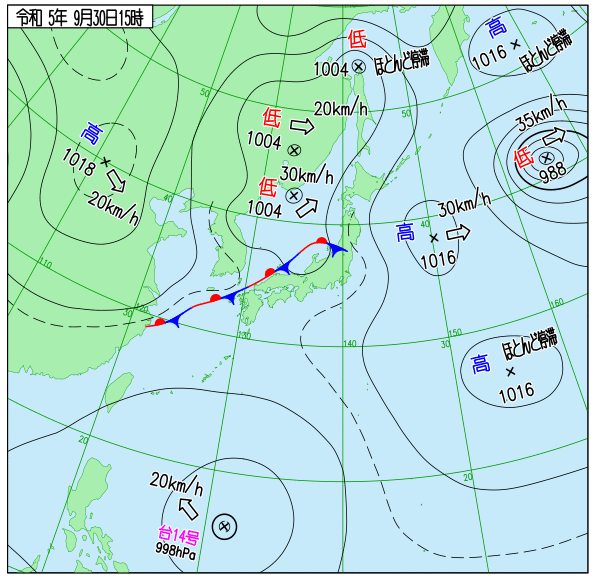 令和 5年 9月30日15時
低
1004
ほとんど停滞
高
1016
ほとんど停滞
50
50
低
20km/h
1004
35km/h
低
988
高
1018
20km/h
低
30km/h
1004
40
40
30km/h
高
1016
110
120
30
130
140
30
150
160
高
ほとんど停滞
1016
20
20
20km/h
台14号
998hPa